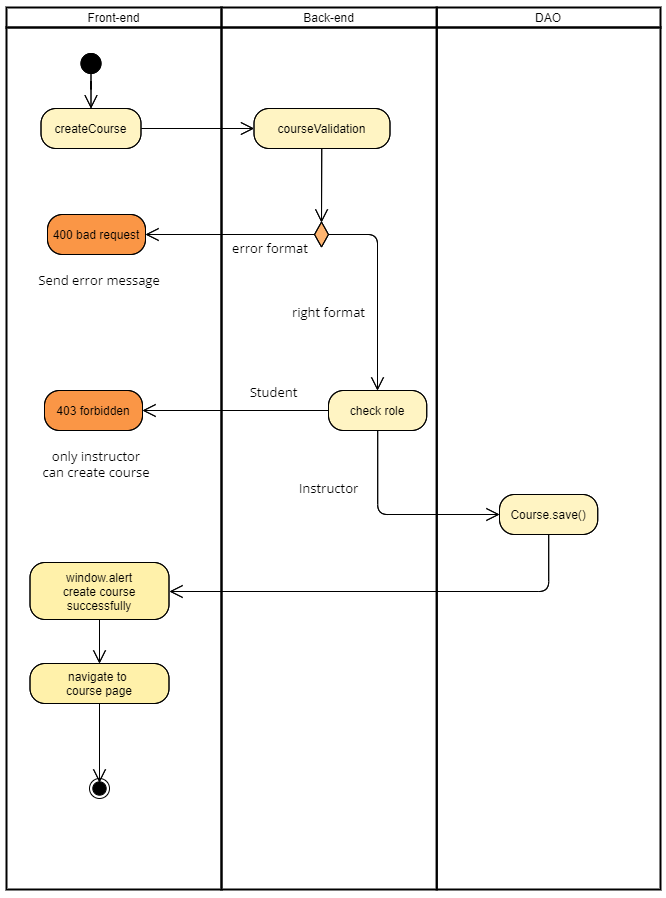 Front-end
Back-end
DAO
createCourse
courseValidation
400 bad request
error format
Send error message
right format
Student
403 forbidden
check role
only instructor
can create course
Instructor
Course.save()
window.alert
create course
successfully
navigate to
course page